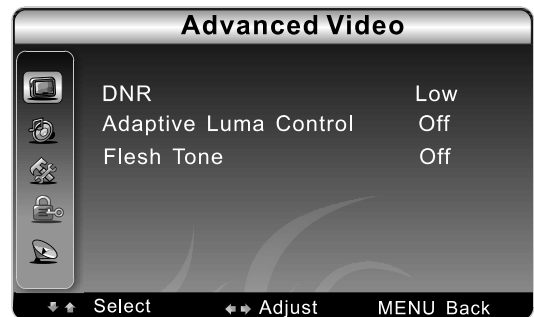 Advanced Video
DNR Low
Adaptive Luma Control Off
Flesh Tone Off
Select Adjust MENU Back